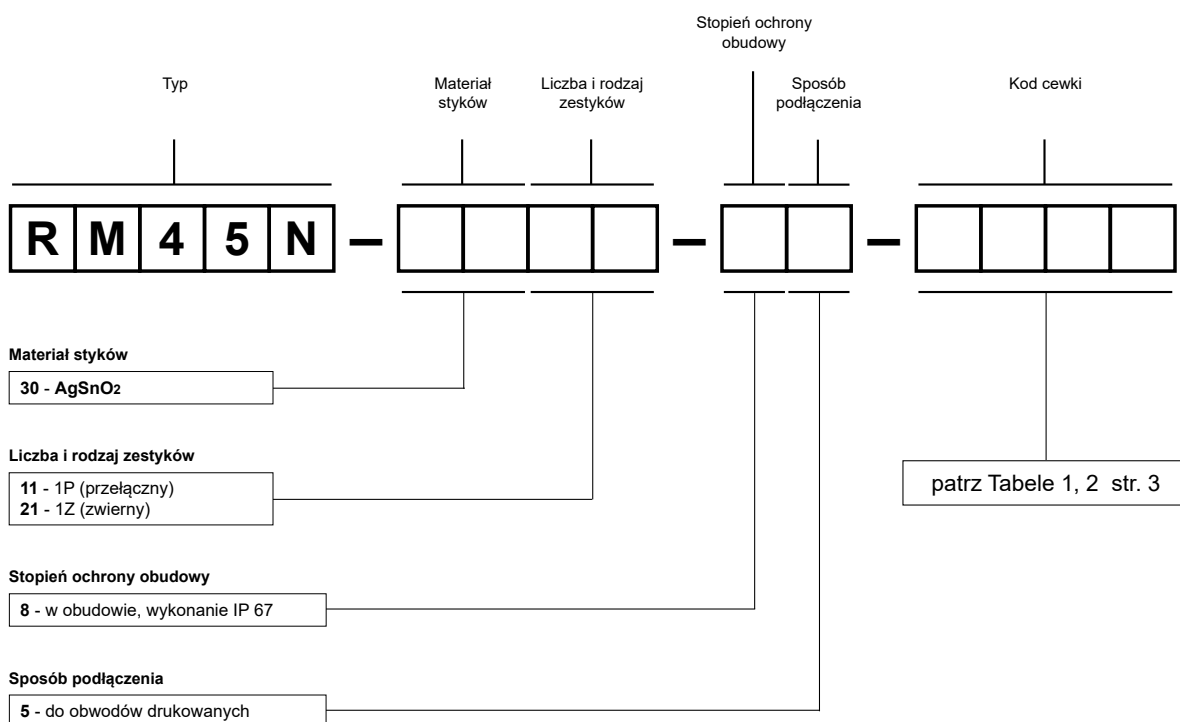 Stopień ochrony
obudowy
Typ
Materiał
styków
Liczba i rodzaj
zestyków
Sposób
podłączenia
Kod cewki
R M 4 5 N – – –
Materiał styków
30 - AgSnO2
Liczba i rodzaj zestyków
11 - 1P (przełączny)
21 - 1Z (zwierny)
patrz Tabele 1, 2 str. 3
Stopień ochrony obudowy
8 - w obudowie, wykonanie IP 67
Sposób podłączenia
5 - do obwodów drukowanych